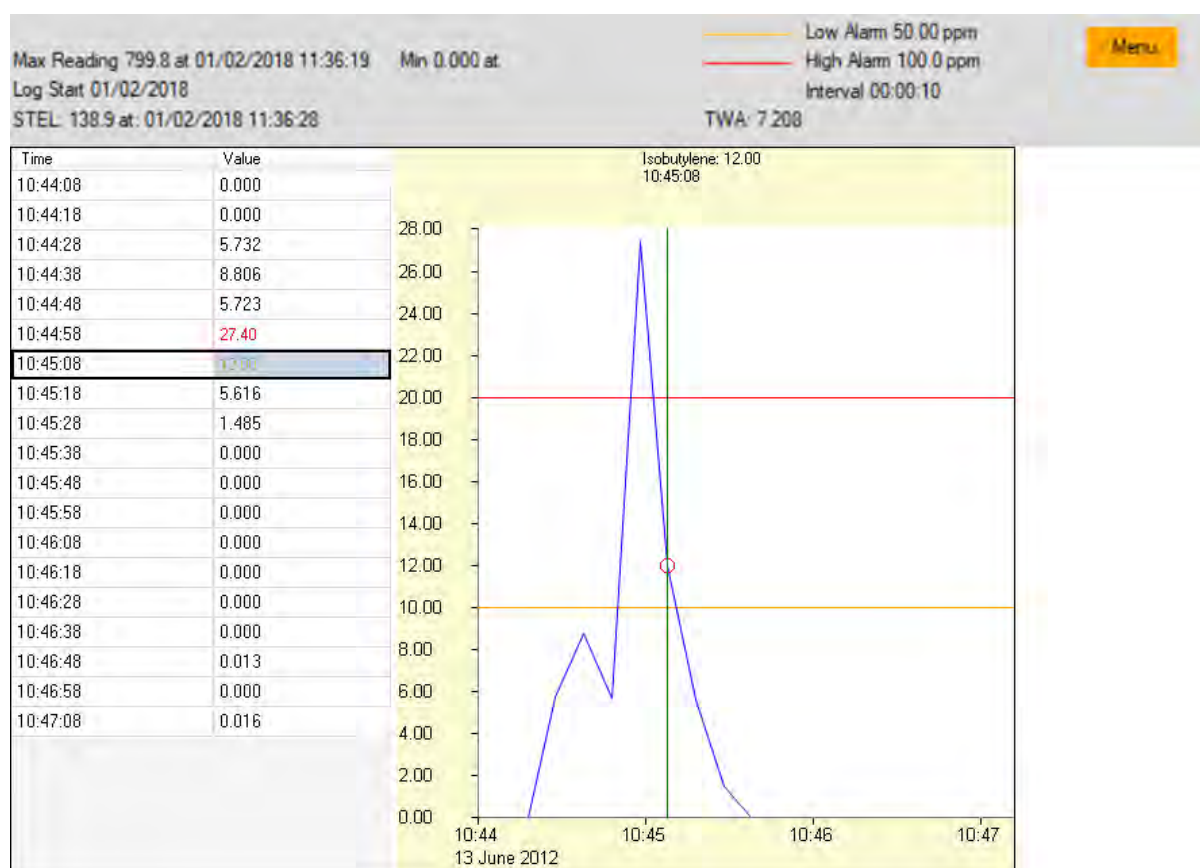 Max Reading 799.8 at 01/02/2018 11:36:19 Min 0.000 at
Log Start 01/02/2018
STEL: 138.9 at: 01/02/2018 11:36:28
Low Alarm 50.00 ppm
High Alarm 100.0 ppm
Interval 00:00:10
TWA: 7.208
Menu
Time Value
10:44:08 0.000
10:44:18 0.000
10:44:28 5.732
10:44:38 8.806
10:44:48 5.723
10:44:58 27.40
10:45:08
10:45:18 5.616
10:45:28 1.485
10:45:38 0.000
10:45:48 0.000
10:45:58 0.000
10:46:08 0.000
10:46:18 0.000
10:46:28 0.000
10:46:38 0.000
10:46:48 0.013
10:46:58 0.000
10:47:08 0.016
Isobutylene: 12.00
10:45:08
28.00
26.00
24.00
22.00
20.00
18.00
16.00
14.00
12.00
10.00
8.00
6.00
4.00
2.00
0.00
10:44 10:45 10:46 10:47
13 June 2012